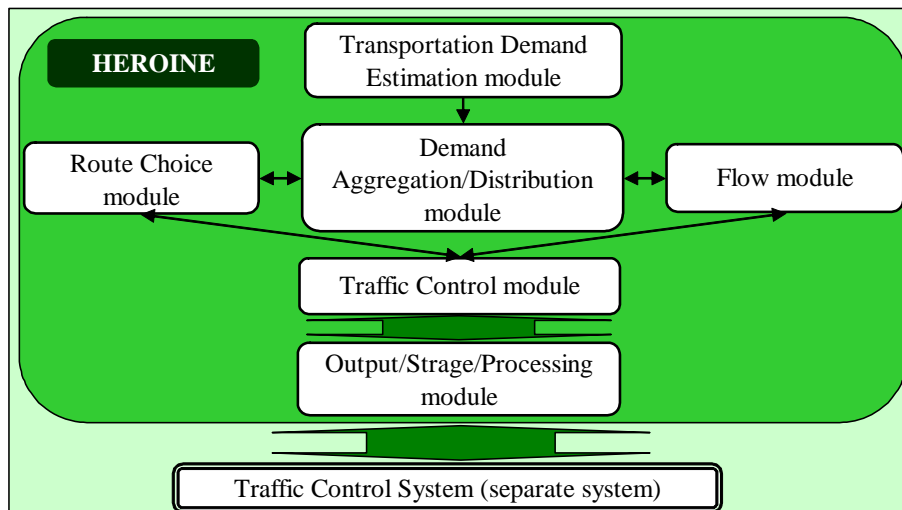 HEROINE
Transportation Demand
Estimation module
Route Choice
module
Demand
Aggregation/Distribution
module
Flow module
Traffic Control module
Output/Strage/Processing
module
Traffic Control System (separate system)